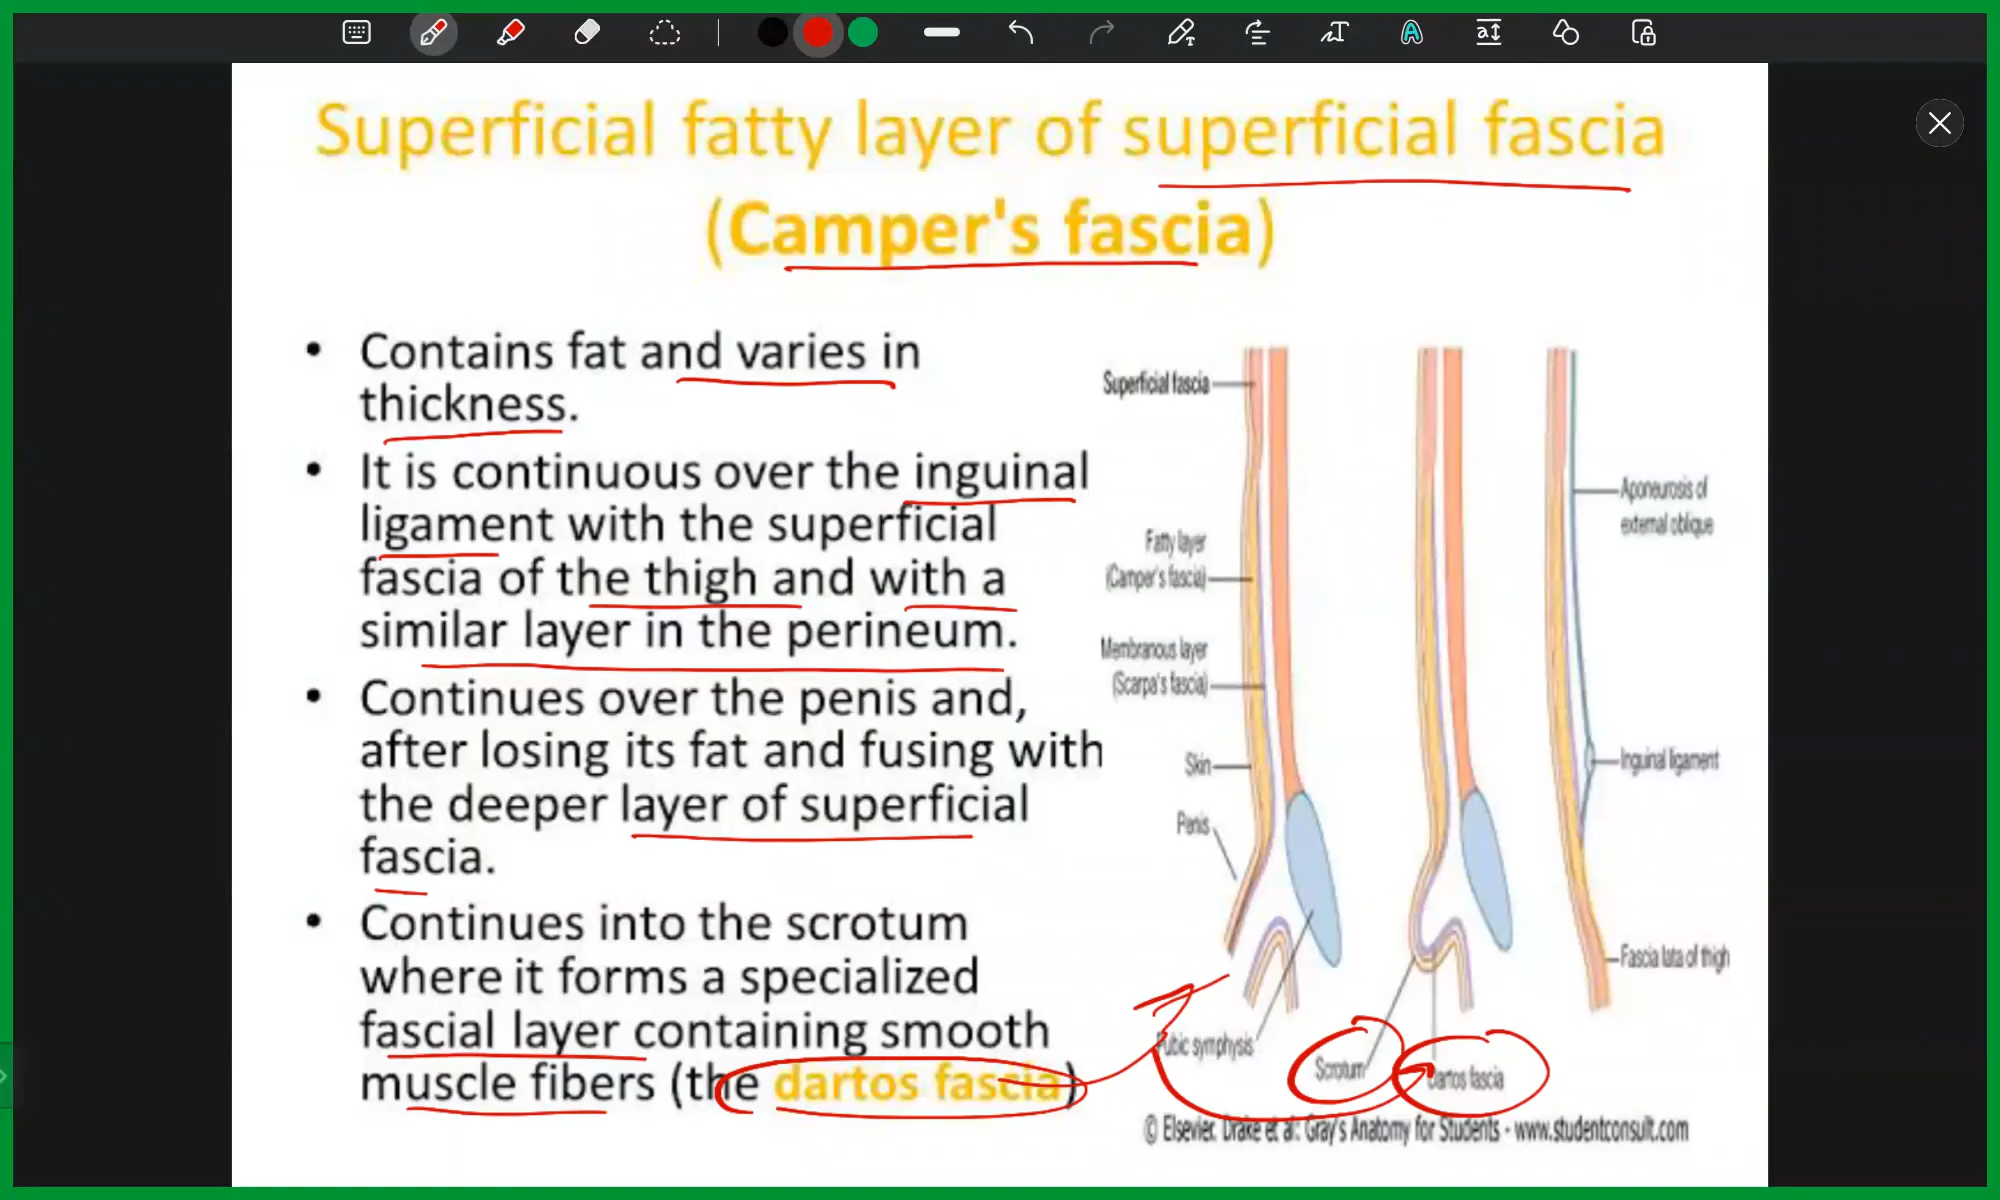 Superficial fatty layer of superficial fascia
(Camper's fascia)
• Contains fat and varies in
thickness.
• It is continuous over the inguinal
ligament with the superficial
fascia of the thigh and with a
similar layer in the perineum.
• Continues over the penis and,
after losing its fat and fusing with
the deeper layer of superficial
fascia.
• Continues into the scrotum
where it forms a specialized
fascial layer containing smooth
muscle fibers (the dartos fascia)
Superficial fascia
Fatty layer
(Camper's fascia)
Membranous layer
(Scarpa's fascia)
Skin
Penis
Pubic symphysis
Scrotum
Dartos fascia
Aponeurosis of
external oblique
Inguinal ligament
Fascia lata of thigh
© Elsevier. Drake et al: Gray's Anatomy for Students - www.studentconsult.com